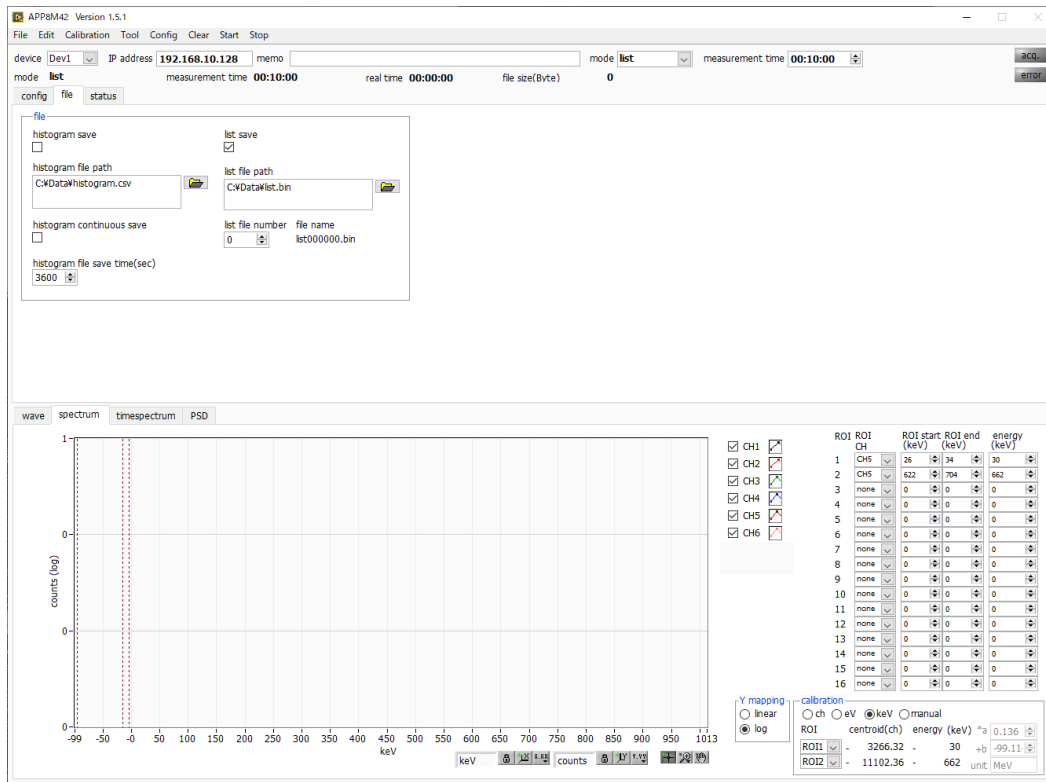 APP8M42 Version 1.5.1
File Edit Calibration Tool Config Clear Start Stop
device Dev1 IP address 192.168.10.128 memo mode list measurement time 00:10:00 acq.
mode list measurement time 00:10:00 real time 00:00:00 file size(Byte) 0 error
config file status
file
histogram save list save
histogram file path list file path
C:¥Data¥histogram.csv C:¥Data¥list.bin
histogram continuous save list file number file name
0 list000000.bin
histogram file save time(sec)
3600
wave spectrum timespectrum PSD
1
0
0
0
counts (log)
-99 -50 -0 50 100 150 200 250 300 350 400 450 500 550 600 650 700 750 800 850 900 950 1013
keV
keV counts
CH1
CH2
CH3
CH4
CH5
CH6
ROI ROI CH ROI start (keV) ROI end (keV) energy (keV)
1 CH5 26 34 30
2 CH5 622 704 662
3 none 0 0 0
4 none 0 0 0
5 none 0 0 0
6 none 0 0 0
7 none 0 0 0
8 none 0 0 0
9 none 0 0 0
10 none 0 0 0
11 none 0 0 0
12 none 0 0 0
13 none 0 0 0
14 none 0 0 0
15 none 0 0 0
16 none 0 0 0
Y mapping
linear
log
calibration
ch eV keV manual
ROI centroid(ch) energy (keV) *a 0.136
ROI1 - 3266.32 - 30 +b -99.11
ROI2 - 11102.36 - 662 unit MeV